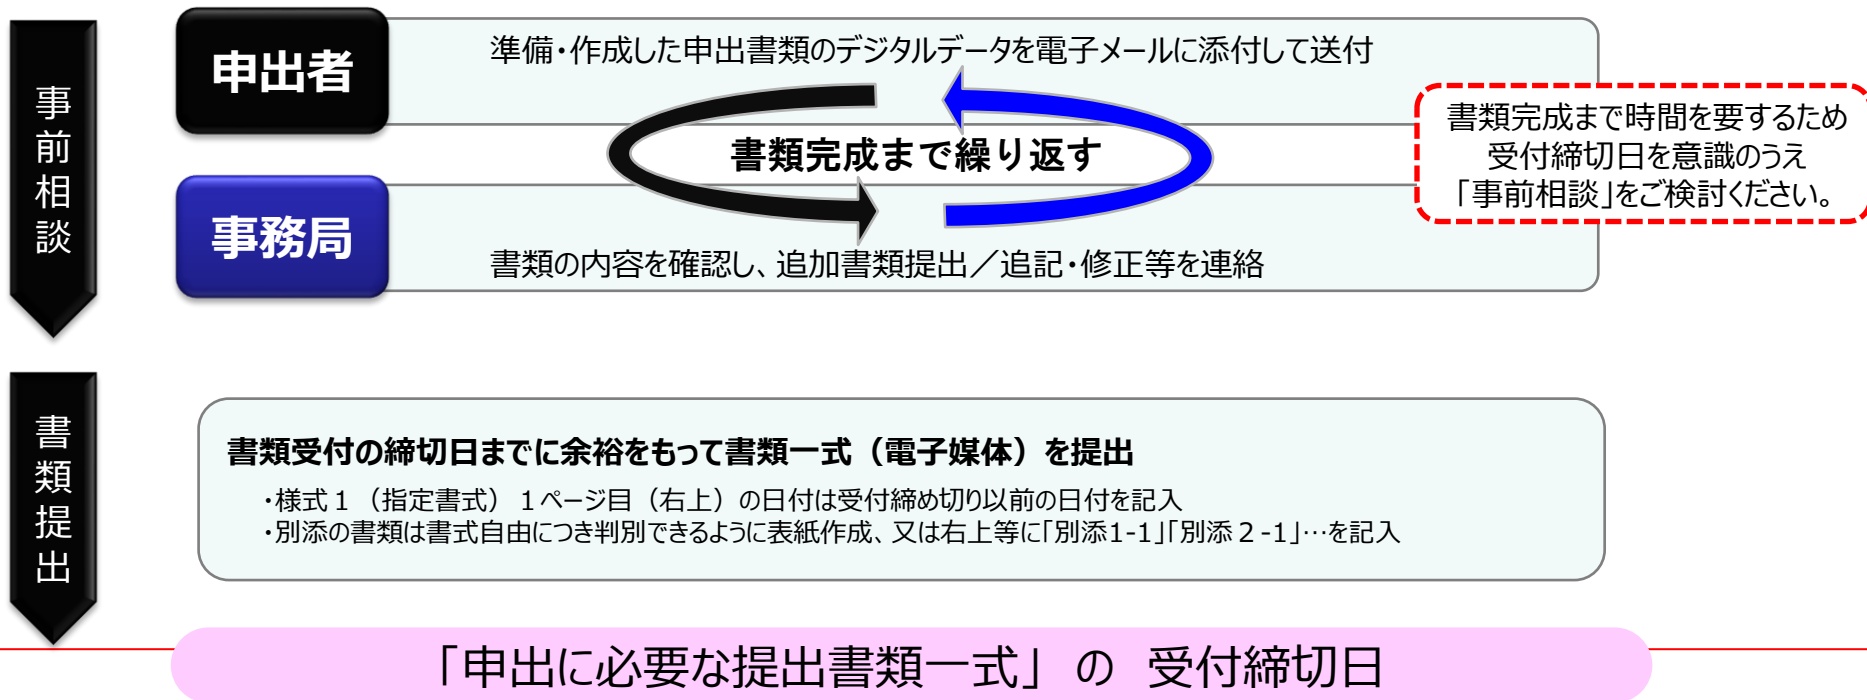 事前相談
申出者
準備・作成した申出書類のデジタルデータを電子メールに添付して送付
書類完成まで繰り返す
書類完成まで時間を要するため
受付締切日を意識のうえ
「事前相談」をご検討ください。
事務局
書類の内容を確認し、追加書類提出／追記・修正等を連絡
書類提出
書類受付の締切日までに余裕をもって書類一式（電子媒体）を提出
・様式１（指定書式）１ページ目（右上）の日付は受付締め切り以前の日付を記入
・別添の書類は書式自由につき判別できるように表紙作成、又は右上等に「別添1-1」「別添２-1」…を記入
「申出に必要な提出書類一式」の 受付締切日